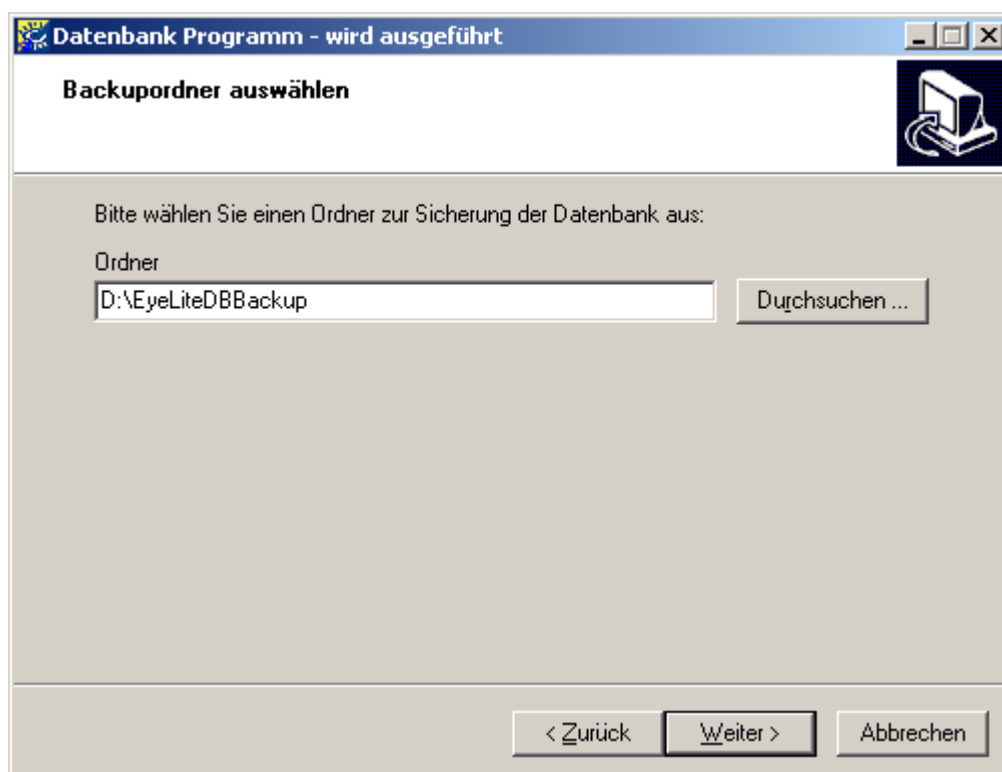 Datenbank Programm - wird ausgeführt
Backupordner auswählen
Bitte wählen Sie einen Ordner zur Sicherung der Datenbank aus:
Ordner
D:\EyeLiteDBBackup
Durchsuchen ...
< Zurück
Weiter >
Abbrechen